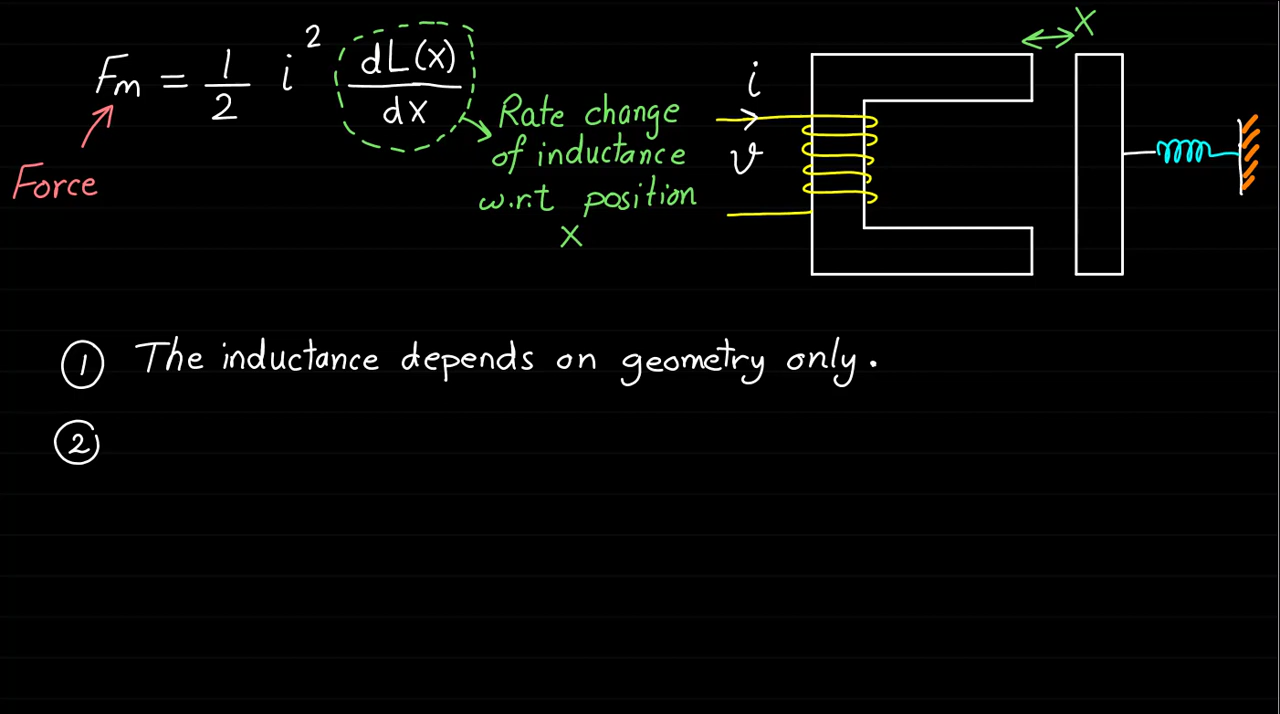 Fm = 1/2 i² dL(x)/dx
Force
Rate change
of inductance
w.r.t position
x
i
v
x
① The inductance depends on geometry only.
②